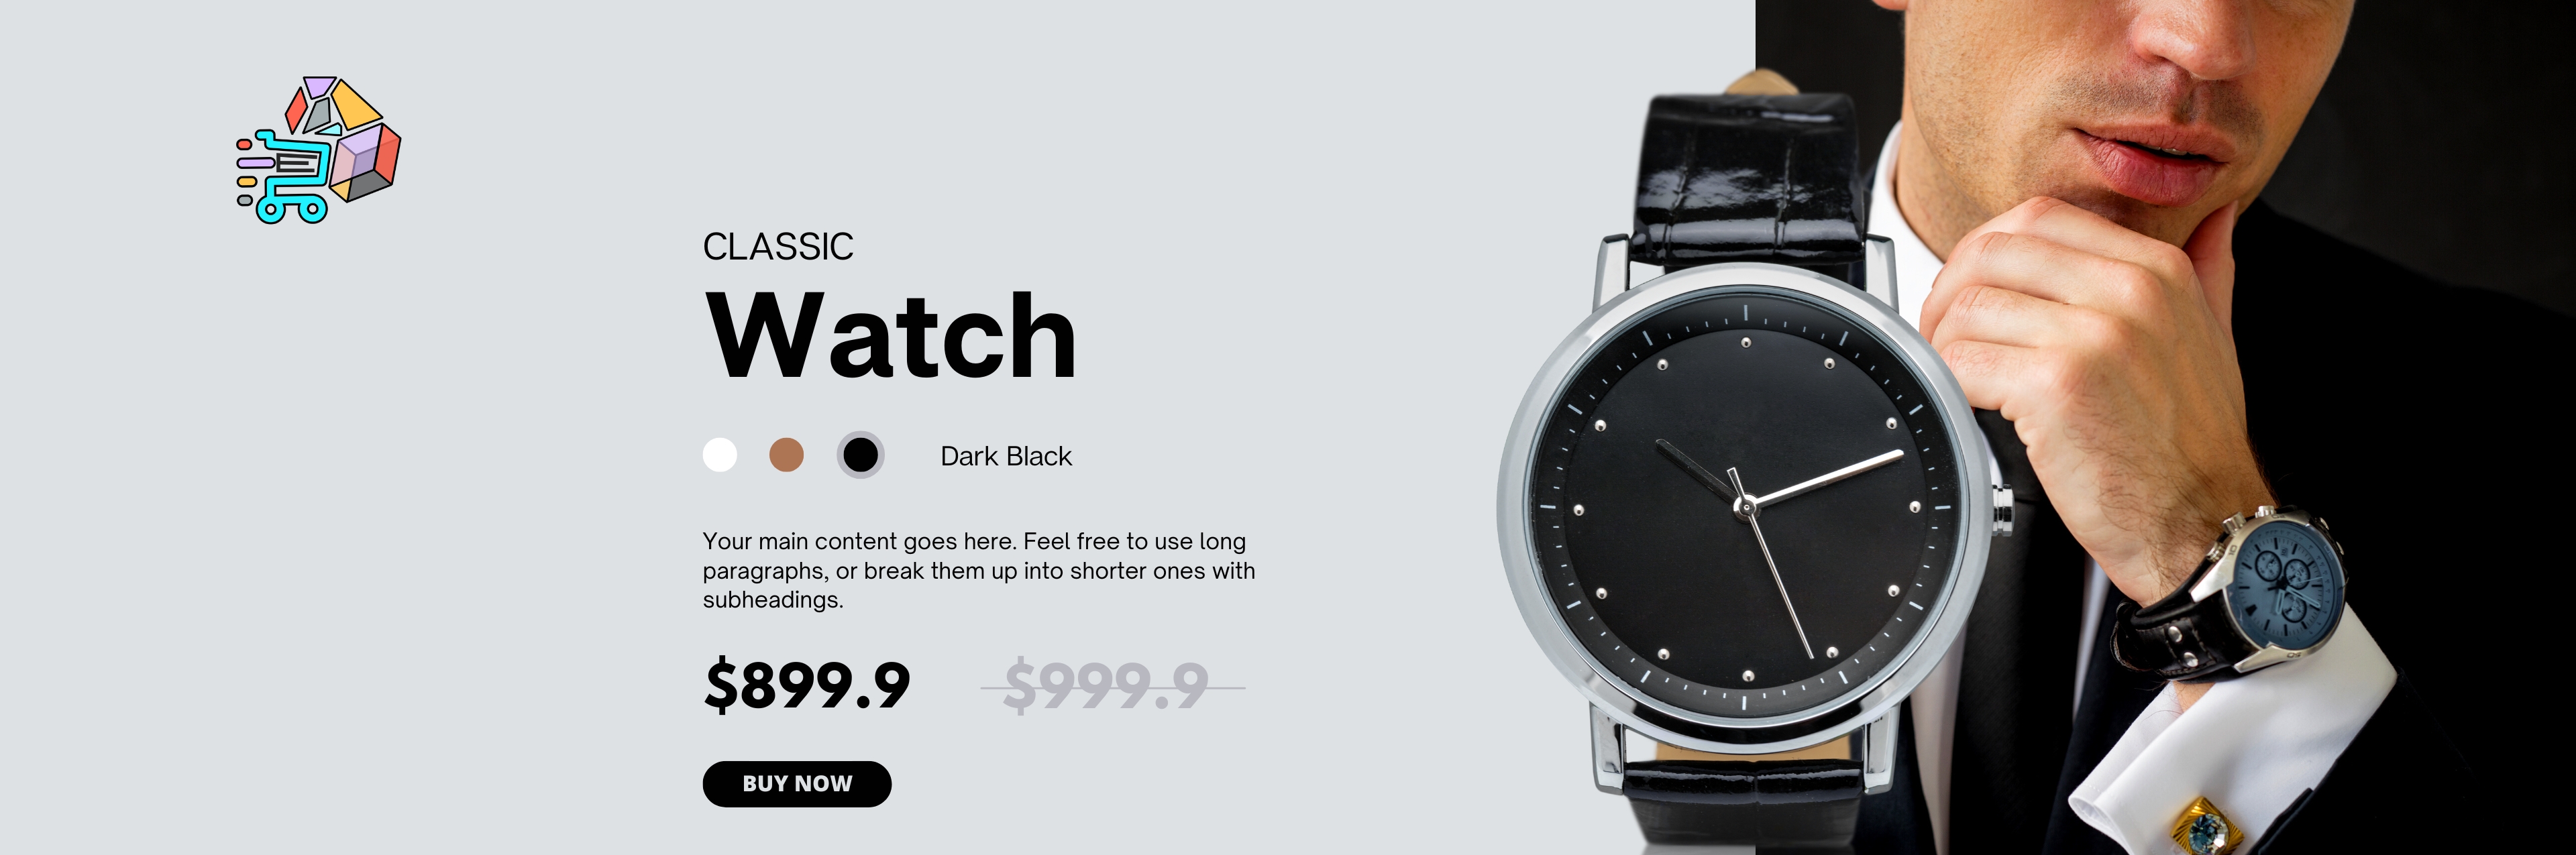 CLASSIC
Watch
Dark Black
Your main content goes here. Feel free to use long
paragraphs, or break them up into shorter ones with
subheadings.
$899.9 $999.9
BUY NOW